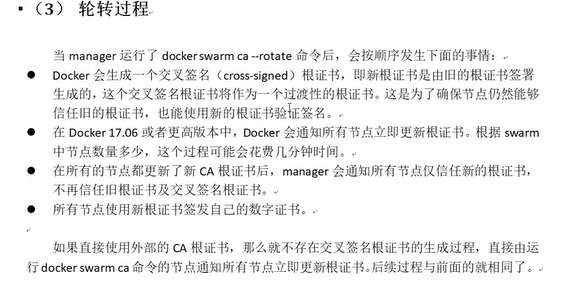 （3） 轮转过程
当 manager 运行了 docker swarm ca --rotate 命令后，会按顺序发生下面的事情：
● Docker 会生成一个交叉签名（cross-signed）根证书，即新根证书是由旧的根证书签署
生成的，这个交叉签名根证书将作为一个过渡性的根证书。这是为了确保节点仍然能够
信任旧的根证书，也能使用新的根证书验证签名。
● 在 Docker 17.06 或者更高版本中，Docker 会通知所有节点立即更新根证书。根据 swarm
中节点数量多少，这个过程可能会花费几分钟时间。
● 在所有的节点都更新了新 CA 根证书后，manager 会通知所有节点仅信任新的根证书，
不再信任旧根证书及交叉签名根证书。
● 所有节点使用新根证书签发自己的数字证书。
如果直接使用外部的 CA 根证书，那么就不存在交叉签名根证书的生成过程，直接由运
行 docker swarm ca 命令的节点通知所有节点立即更新根证书。后续过程与前面的就相同了。